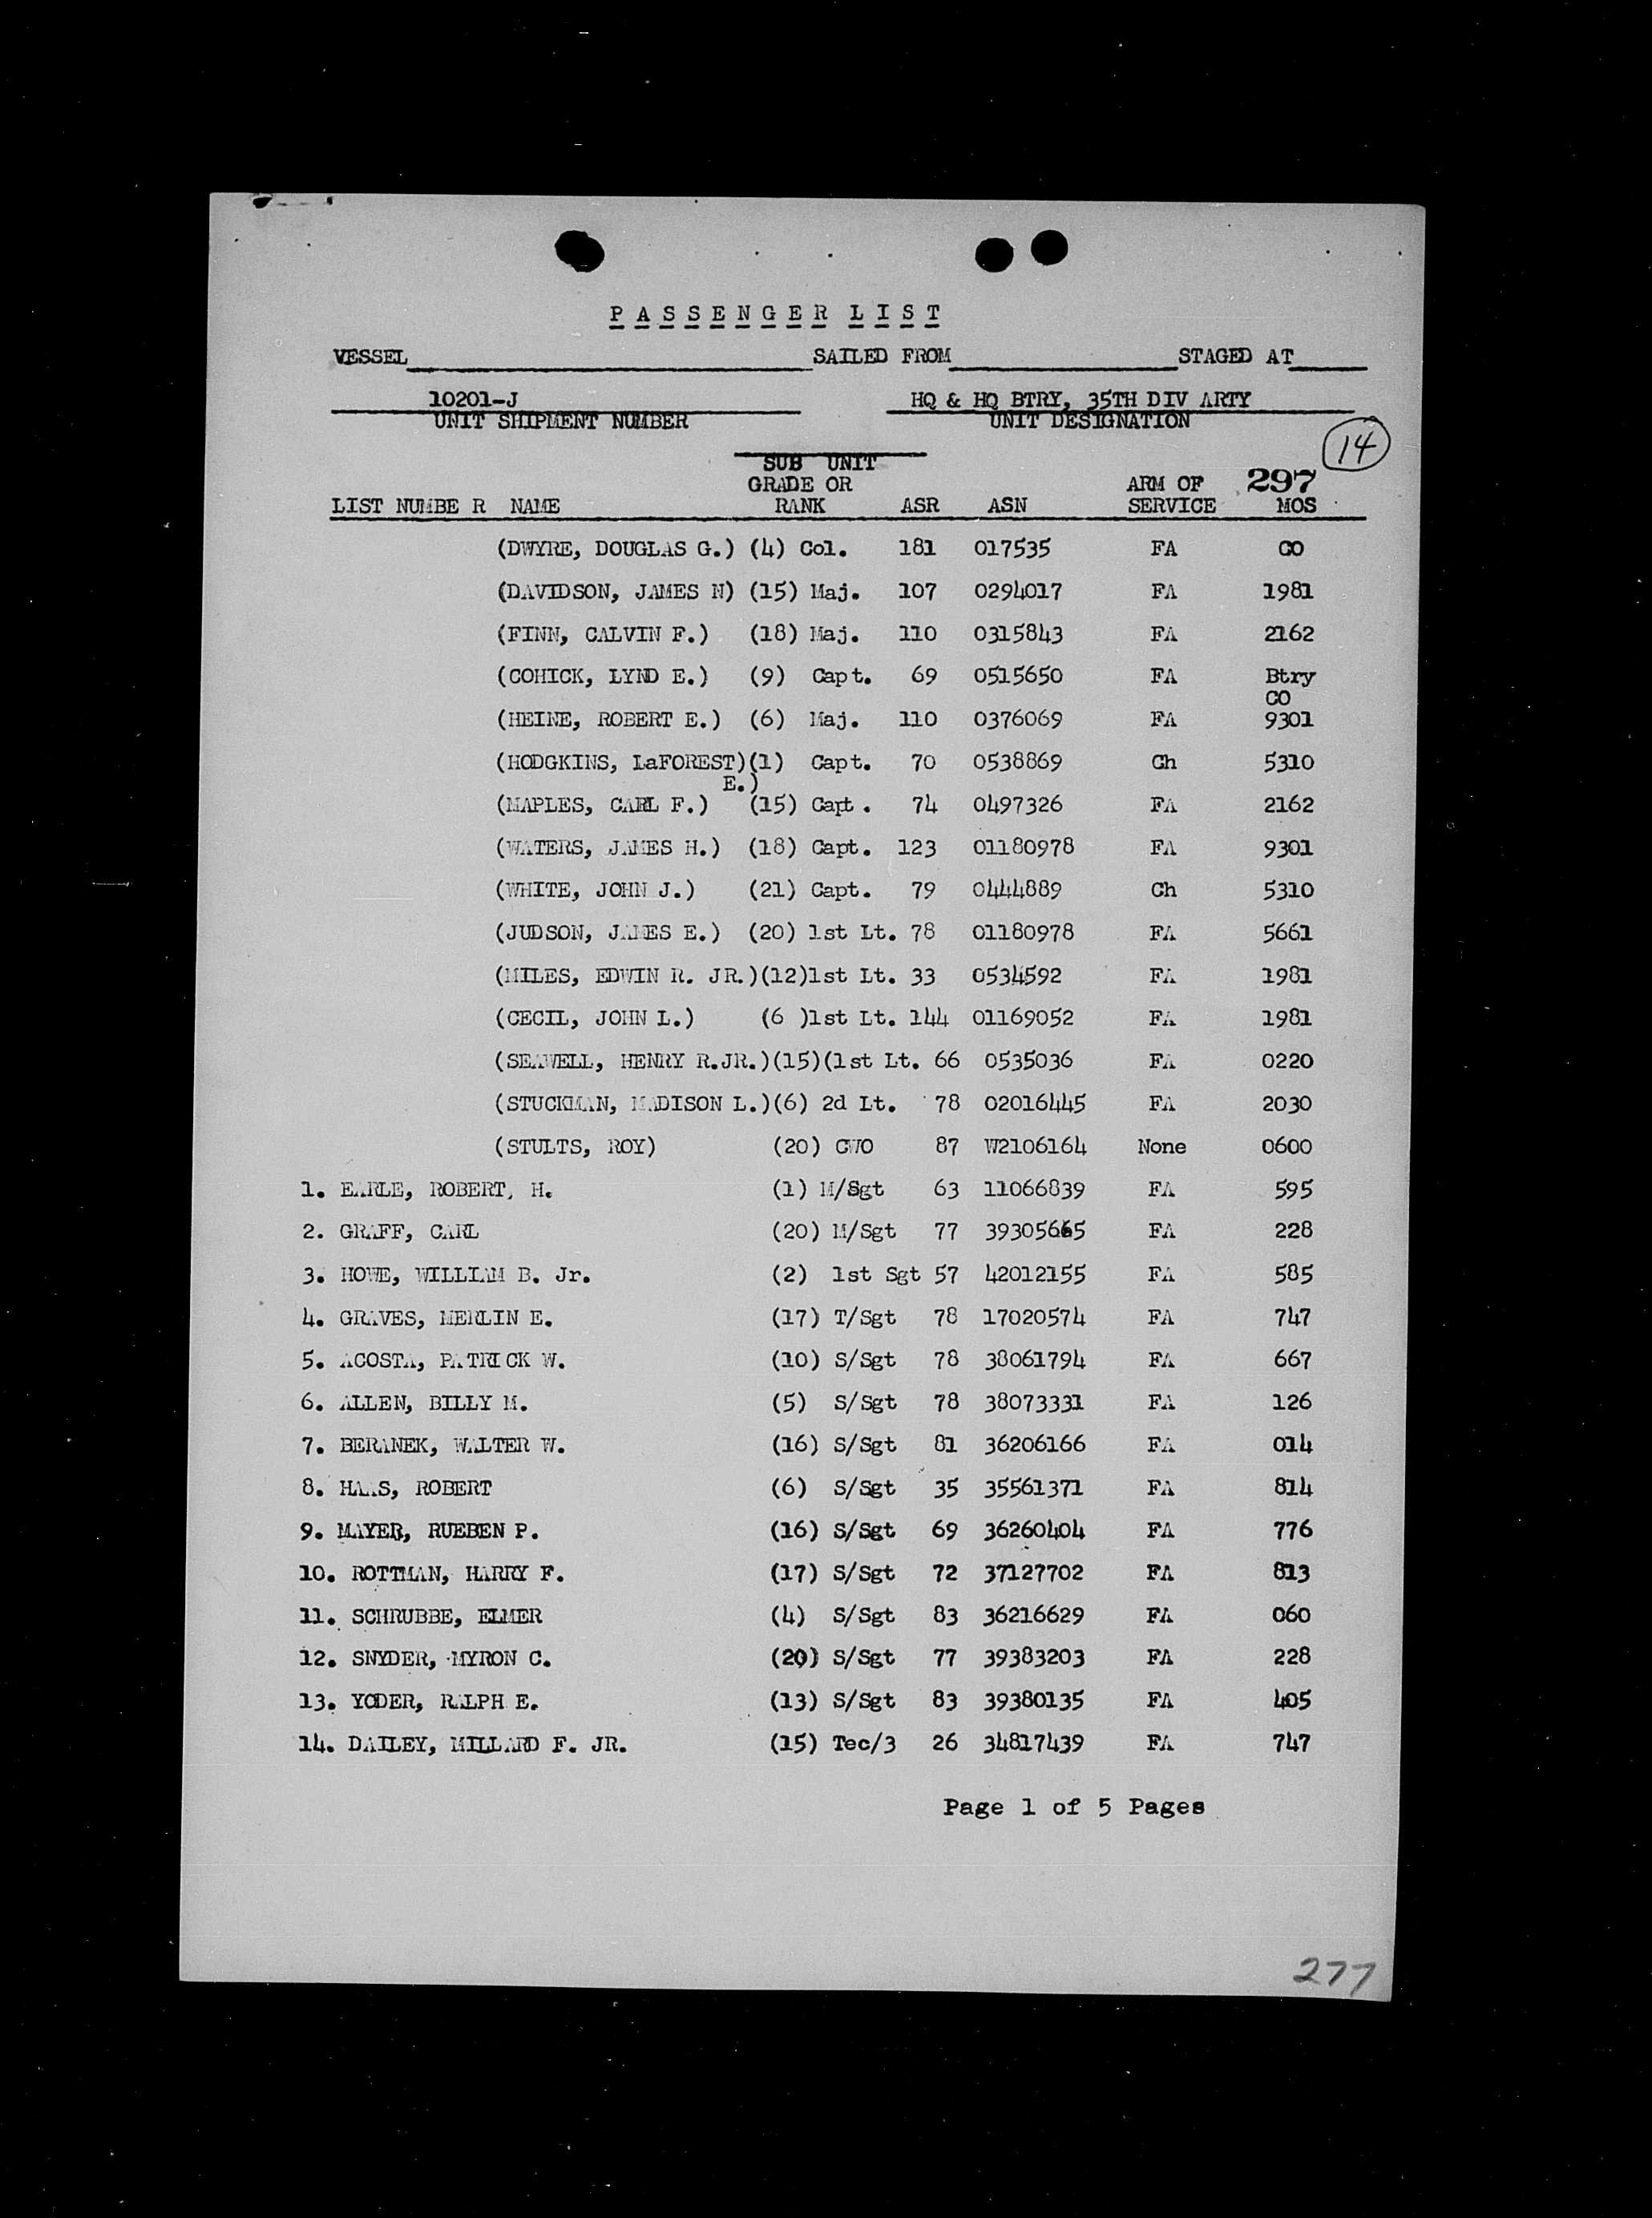 PASSENGER LIST
VESSEL SAILED FROM STAGED AT
10201-J HQ & HQ BTRY, 35TH DIV ARTY
UNIT SHIPMENT NUMBER UNIT DESIGNATION
14
SUB UNIT
GRADE OR ARM OF 297
LIST NUMBE R NAME RANK ASR ASN SERVICE MOS
(DWYRE, DOUGLAS G.) (4) Col. 181 017535 FA CO
(DAVIDSON, JAMES N) (15) Maj. 107 0294017 FA 1981
(FINN, CALVIN F.) (18) Maj. 110 0315843 FA 2162
(COHICK, LYND E.) (9) Capt. 69 0515650 FA Btry
CO
(HEINE, ROBERT E.) (6) Maj. 110 0376069 FA 9301
(HODGKINS, LaFOREST)(1) Capt. 70 0538869 Ch 5310
E.)
(MAPLES, CARL F.) (15) Capt. 74 0497326 FA 2162
(WATERS, JAMES H.) (18) Capt. 123 01180978 FA 9301
(WHITE, JOHN J.) (21) Capt. 79 0444889 Ch 5310
(JUDSON, JAMES E.) (20) 1st Lt. 78 01180978 FA 5661
(MILES, EDWIN R. JR.)(12)1st Lt. 33 0534592 FA 1981
(CECIL, JOHN L.) (6 )1st Lt. 144 01169052 FA 1981
(SEAWELL, HENRY R.JR.)(15)(1st Lt. 66 0535036 FA 0220
(STUCKMAN, MADISON L.)(6) 2d Lt. 78 02016445 FA 2030
(STULTS, ROY) (20) CWO 87 W2106164 None 0600
1. EARLE, ROBERT, H. (1) M/Sgt 63 11066839 FA 595
2. GRAFF, CARL (20) M/Sgt 77 39305665 FA 228
3. HOWE, WILLIAM B. Jr. (2) 1st Sgt 57 42012155 FA 585
4. GRAVES, MERLIN E. (17) T/Sgt 78 17020574 FA 747
5. ACOSTA, PATRICK W. (10) S/Sgt 78 38061794 FA 667
6. ALLEN, BILLY M. (5) S/Sgt 78 38073331 FA 126
7. BERANEK, WALTER W. (16) S/Sgt 81 36206166 FA 014
8. HAAS, ROBERT (6) S/Sgt 35 35561371 FA 814
9. MAYER, RUEBEN P. (16) S/Sgt 69 36260404 FA 776
10. ROTTMAN, HARRY F. (17) S/Sgt 72 37127702 FA 813
11. SCHRUBBE, ELMER (4) S/Sgt 83 36216629 FA 060
12. SNYDER, MYRON C. (20) S/Sgt 77 39383203 FA 228
13. YODER, RALPH E. (13) S/Sgt 83 39380135 FA 405
14. DAILEY, MILLARD F. JR. (15) Tec/3 26 34817439 FA 747
Page 1 of 5 Pages
277